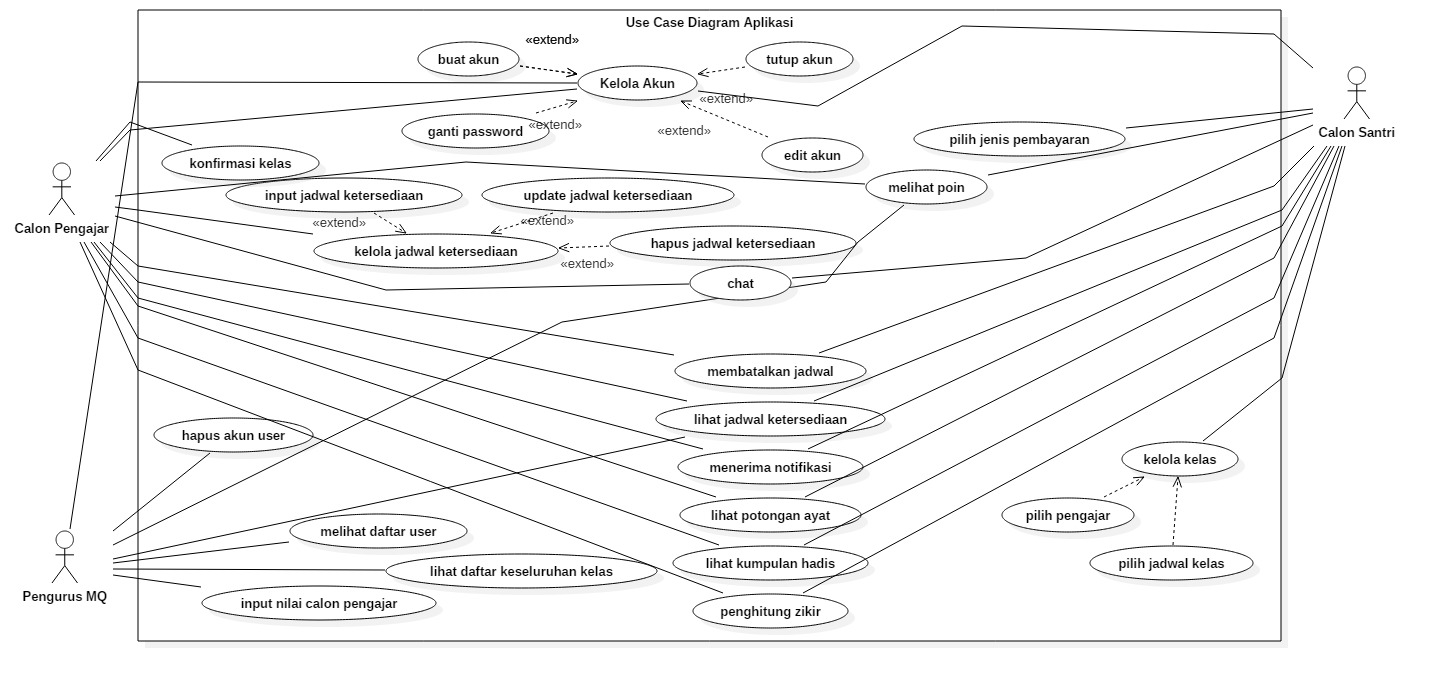 Use Case Diagram Aplikasi
«extend»
buat akun
tutup akun
Kelola Akun
«extend»
ganti password
«extend»
«extend»
pilih jenis pembayaran
Calon Santri
edit akun
konfirmasi kelas
melihat poin
input jadwal ketersediaan
update jadwal ketersediaan
«extend»
«extend»
Calon Pengajar
kelola jadwal ketersediaan
hapus jadwal ketersediaan
«extend»
chat
membatalkan jadwal
lihat jadwal ketersediaan
hapus akun user
menerima notifikasi
kelola kelas
lihat potongan ayat
pilih pengajar
melihat daftar user
lihat kumpulan hadis
pilih jadwal kelas
lihat daftar keseluruhan kelas
Pengurus MQ
input nilai calon pengajar
penghitung zikir